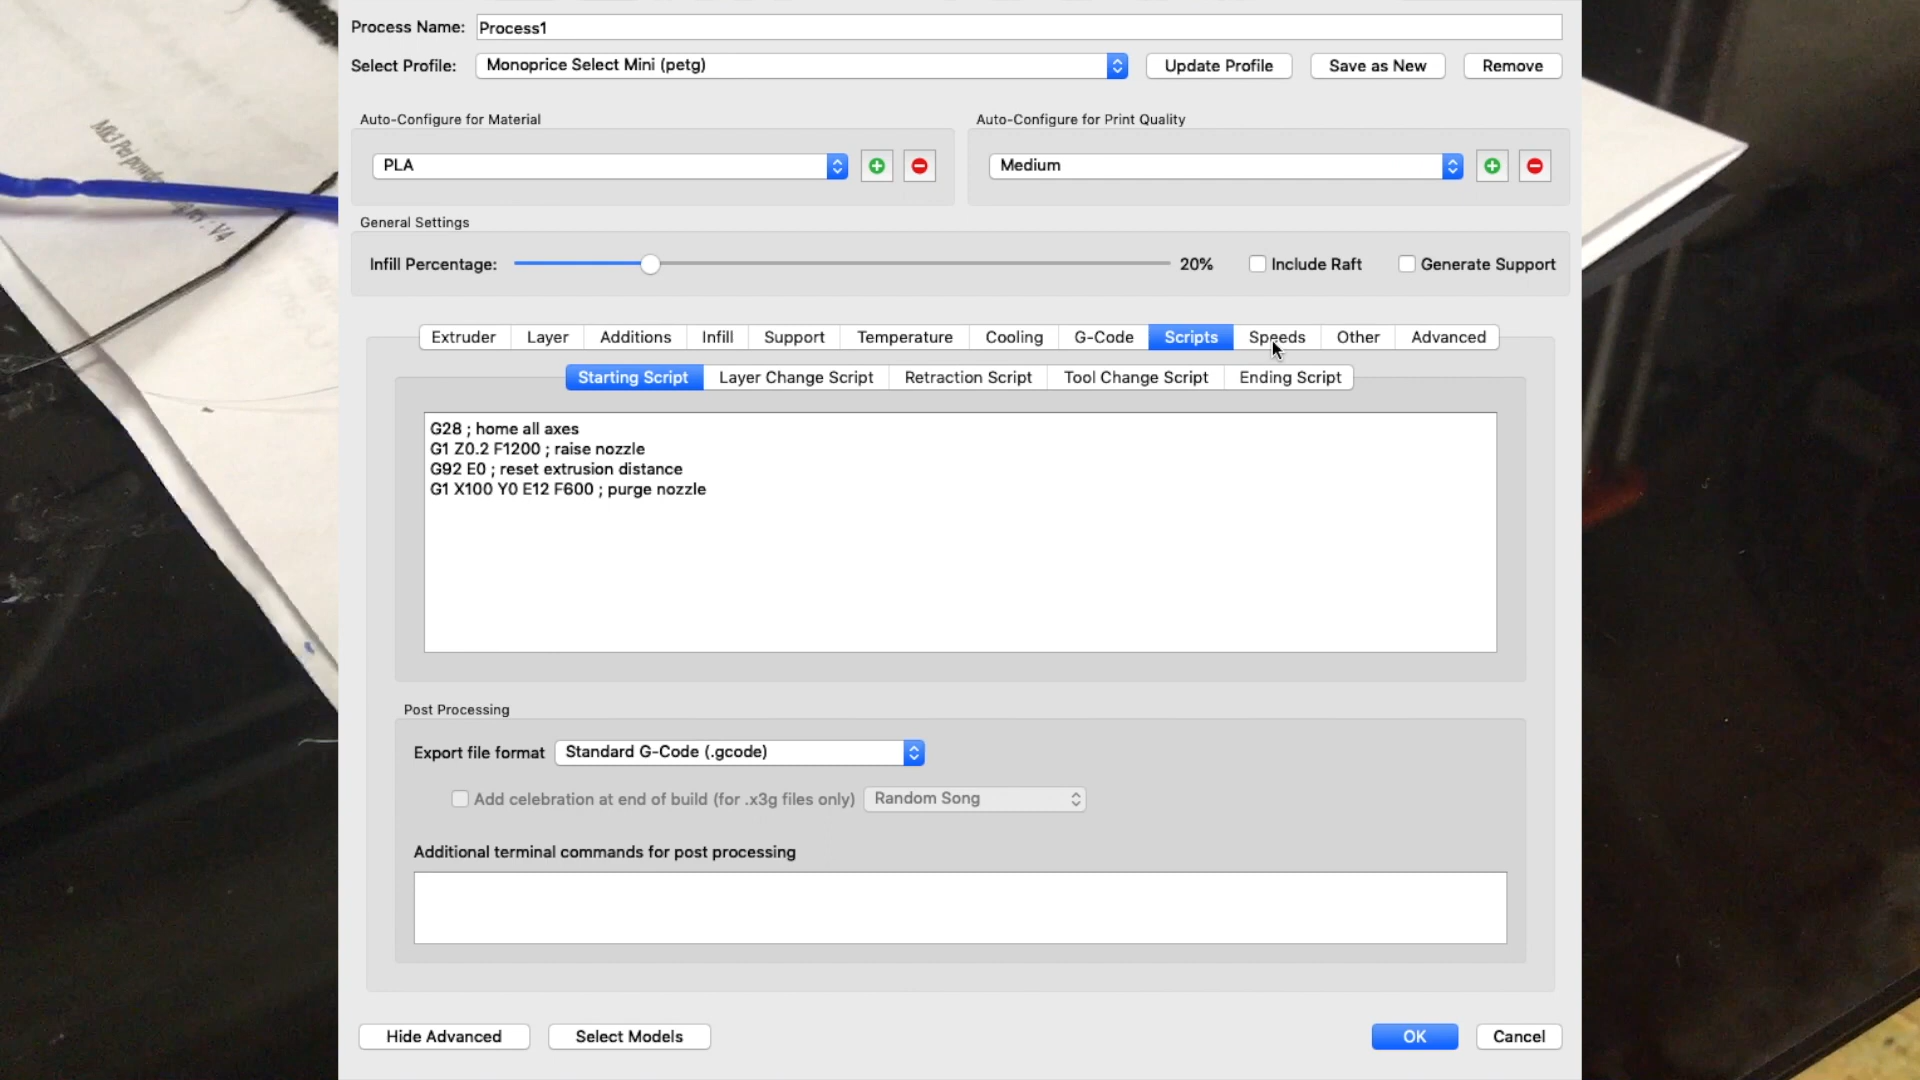 Process Name: Process1
Select Profile: Monoprice Select Mini (petg) Update Profile Save as New Remove
Auto-Configure for Material Auto-Configure for Print Quality
PLA Medium
General Settings
Infill Percentage: 20% Include Raft Generate Support
Extruder Layer Additions Infill Support Temperature Cooling G-Code Scripts Speeds Other Advanced
Starting Script Layer Change Script Retraction Script Tool Change Script Ending Script
G28 ; home all axes
G1 Z0.2 F1200 ; raise nozzle
G92 E0 ; reset extrusion distance
G1 X100 Y0 E12 F600 ; purge nozzle
Post Processing
Export file format Standard G-Code (.gcode)
Add celebration at end of build (for .x3g files only) Random Song
Additional terminal commands for post processing
Hide Advanced Select Models OK Cancel
Mk3 Pei
V4